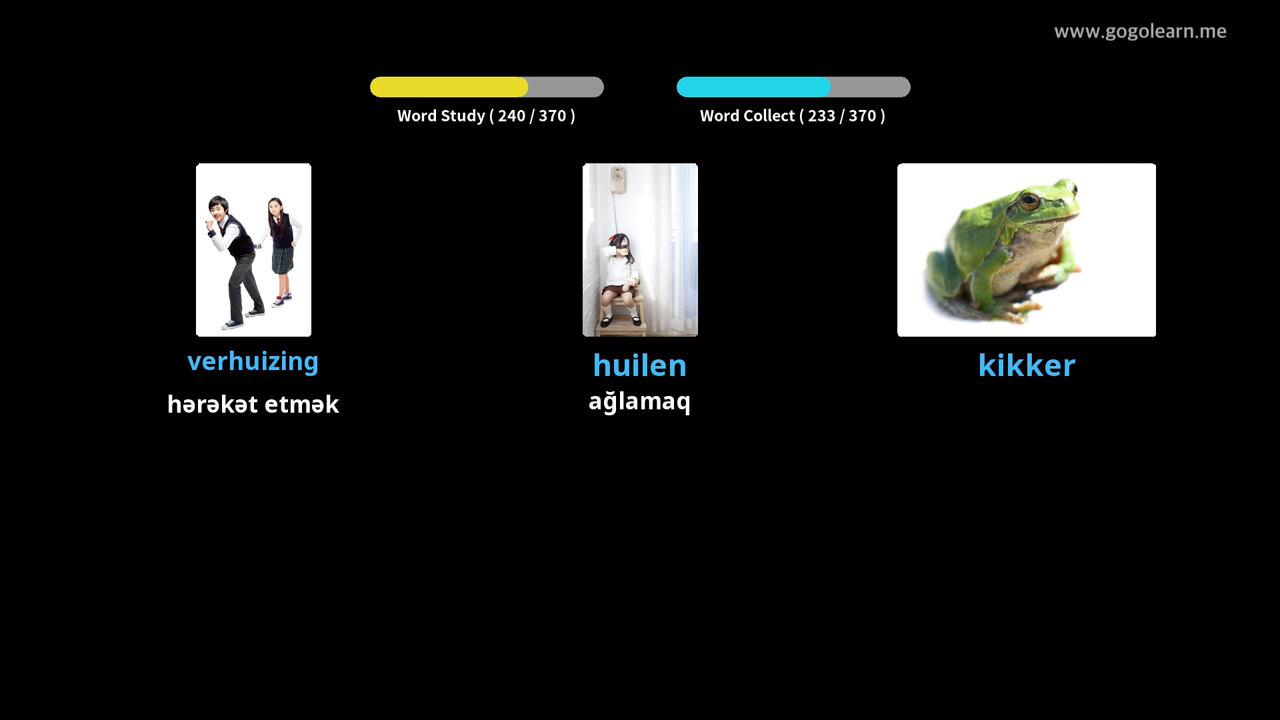 www.gogolearn.me
Word Study ( 240 / 370 )
Word Collect ( 233 / 370 )
verhuizing
huilen
kikker
hərəkət etmək
ağlamaq